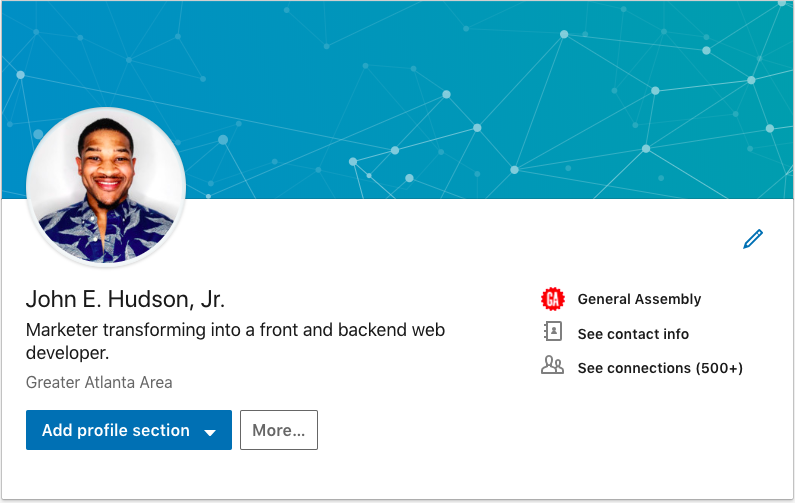 John E. Hudson, Jr.
Marketer transforming into a front and backend web
developer.
Greater Atlanta Area
Add profile section
More...
GA
General Assembly
See contact info
See connections (500+)